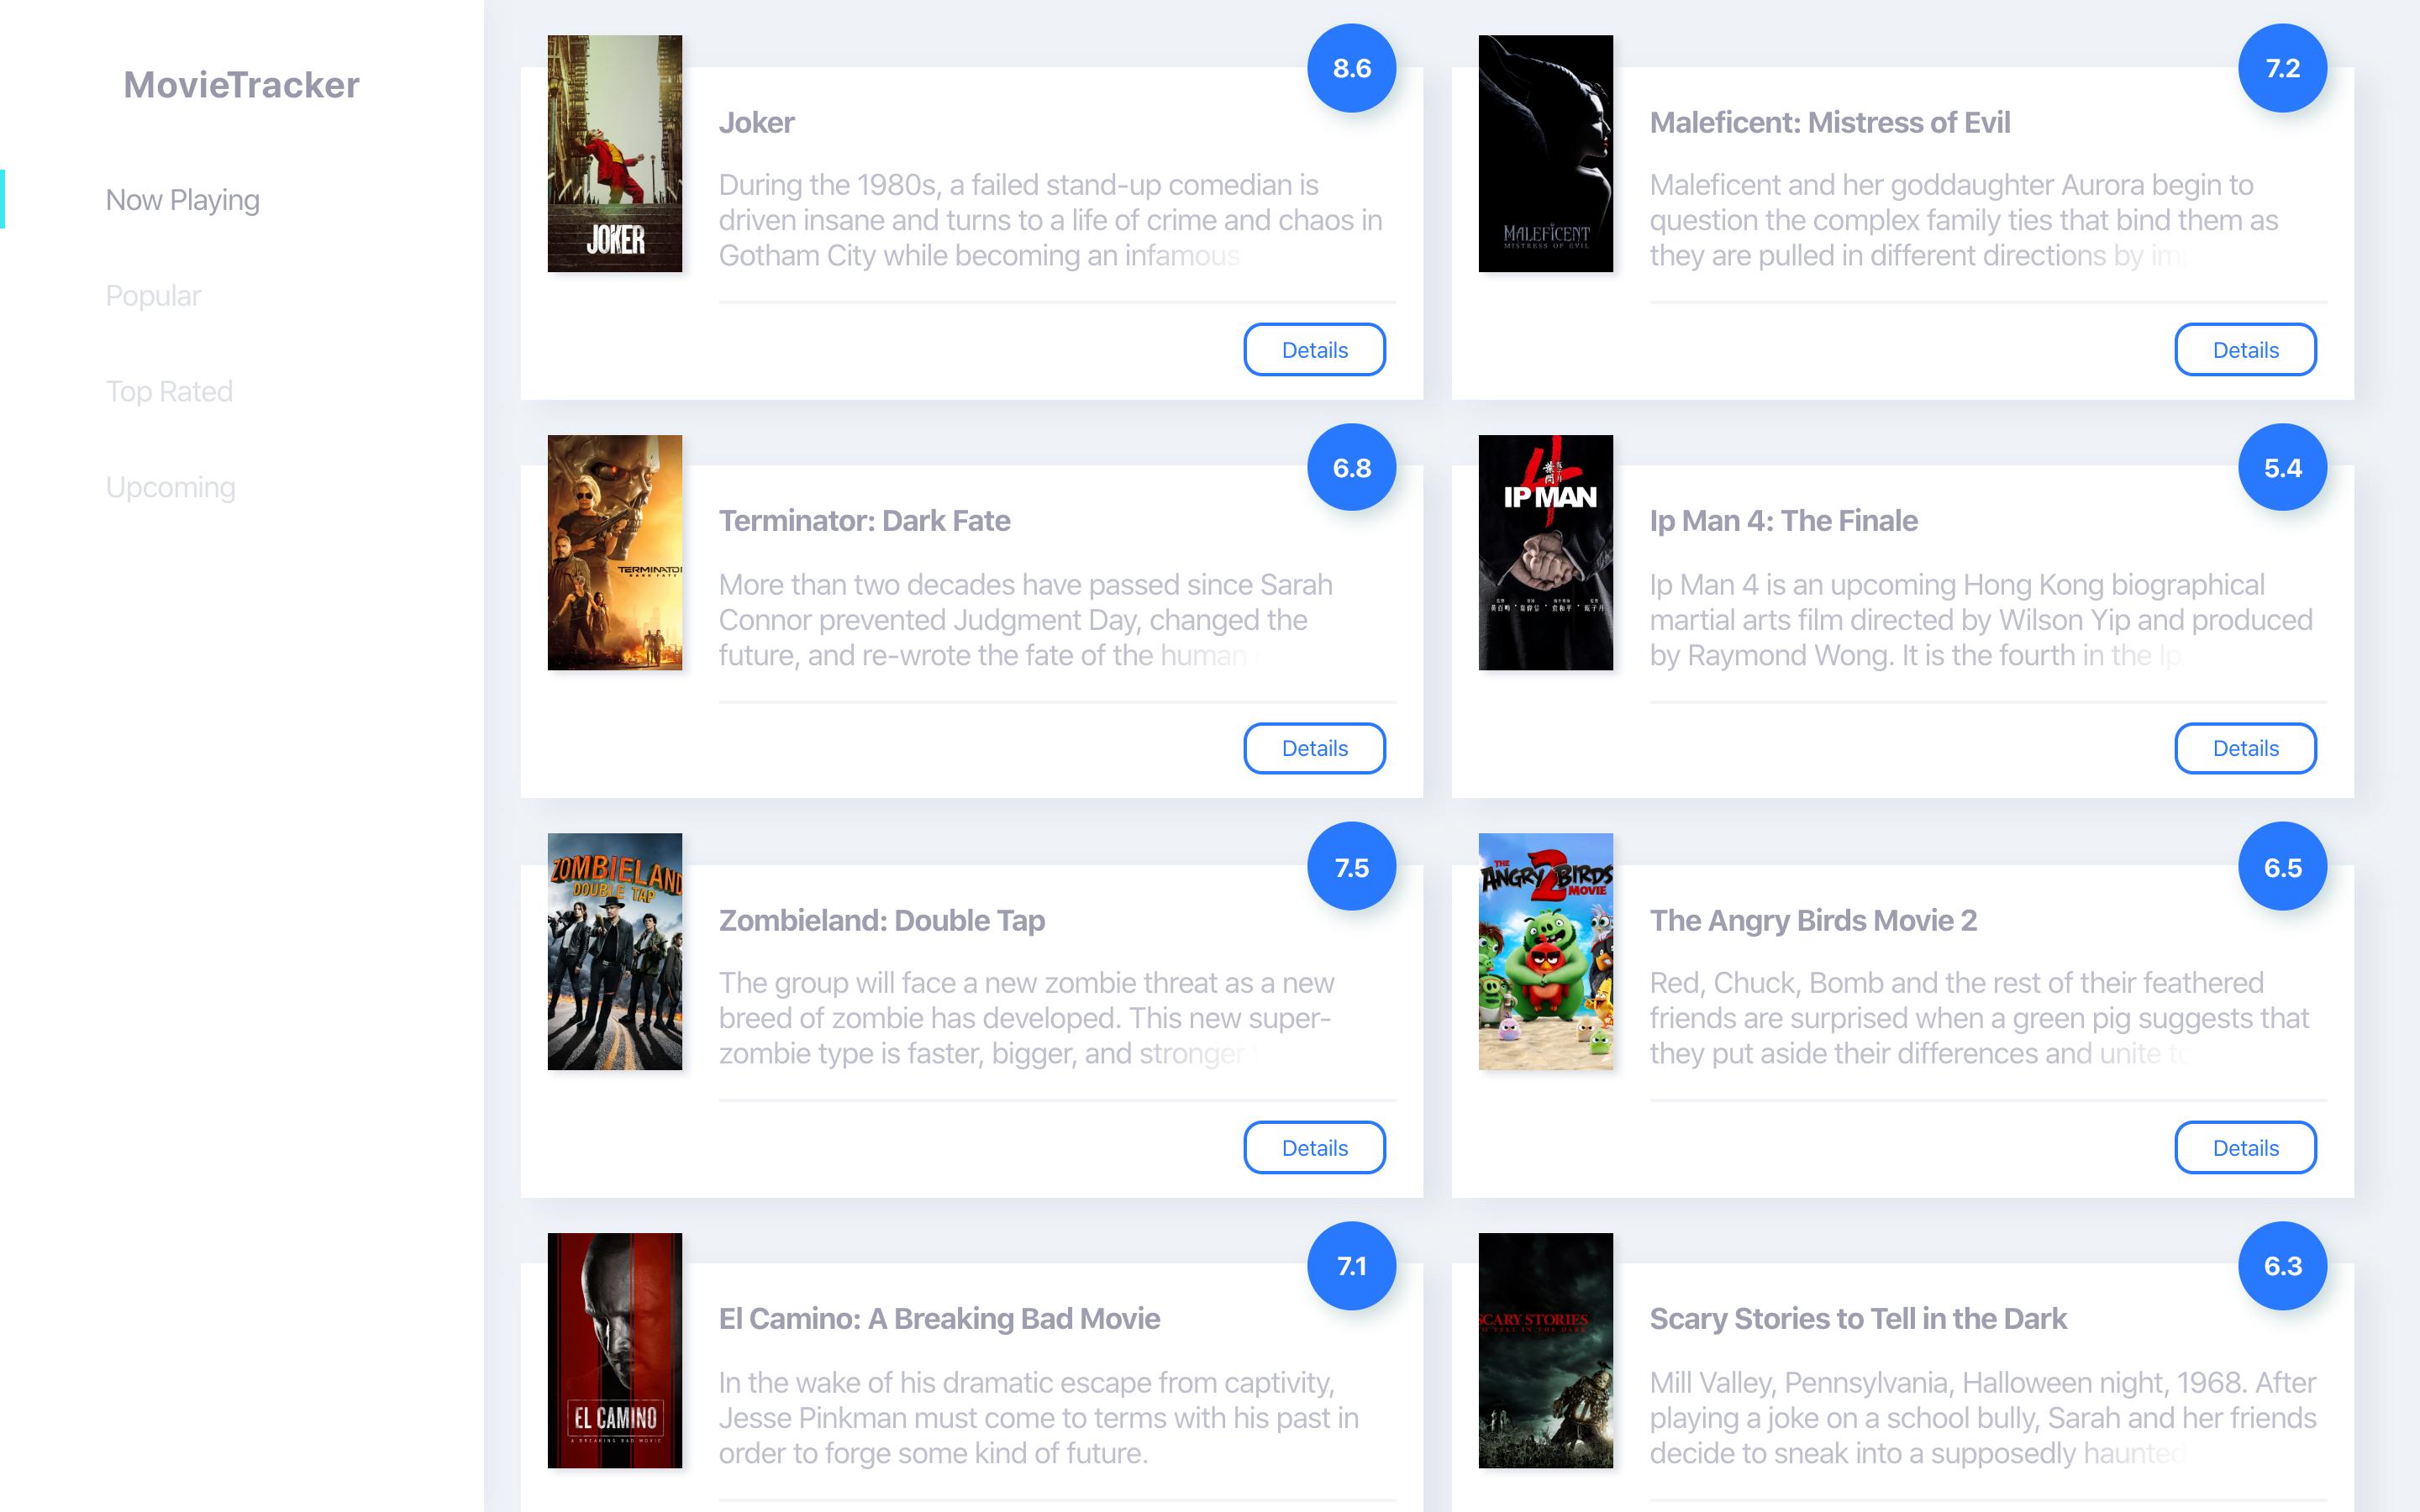 MovieTracker
Now Playing
Popular
Top Rated
Upcoming
8.6
JOKER
Joker
During the 1980s, a failed stand-up comedian is
driven insane and turns to a life of crime and chaos in
Gotham City while becoming an infamous
Details
7.2
MALEFICENT
MISTRESS OF EVIL
Maleficent: Mistress of Evil
Maleficent and her goddaughter Aurora begin to
question the complex family ties that bind them as
they are pulled in different directions by
Details
6.8
TERMINATOR
DARK FATE
Terminator: Dark Fate
More than two decades have passed since Sarah
Connor prevented Judgment Day, changed the
future, and re-wrote the fate of the human
Details
5.4
4
IP MAN
Ip Man 4: The Finale
Ip Man 4 is an upcoming Hong Kong biographical
martial arts film directed by Wilson Yip and produced
by Raymond Wong. It is the fourth in the Ip
Details
7.5
ZOMBIELAND
DOUBLE TAP
Zombieland: Double Tap
The group will face a new zombie threat as a new
breed of zombie has developed. This new super-
zombie type is faster, bigger, and stronger
Details
6.5
THE
ANGRY BIRDS 2
MOVIE
The Angry Birds Movie 2
Red, Chuck, Bomb and the rest of their feathered
friends are surprised when a green pig suggests that
they put aside their differences and unite to
Details
7.1
EL CAMINO
A BREAKING BAD MOVIE
El Camino: A Breaking Bad Movie
In the wake of his dramatic escape from captivity,
Jesse Pinkman must come to terms with his past in
order to forge some kind of future.
6.3
SCARY STORIES
TO TELL IN THE DARK
Scary Stories to Tell in the Dark
Mill Valley, Pennsylvania, Halloween night, 1968. After
playing a joke on a school bully, Sarah and her friends
decide to sneak into a supposedly haunted